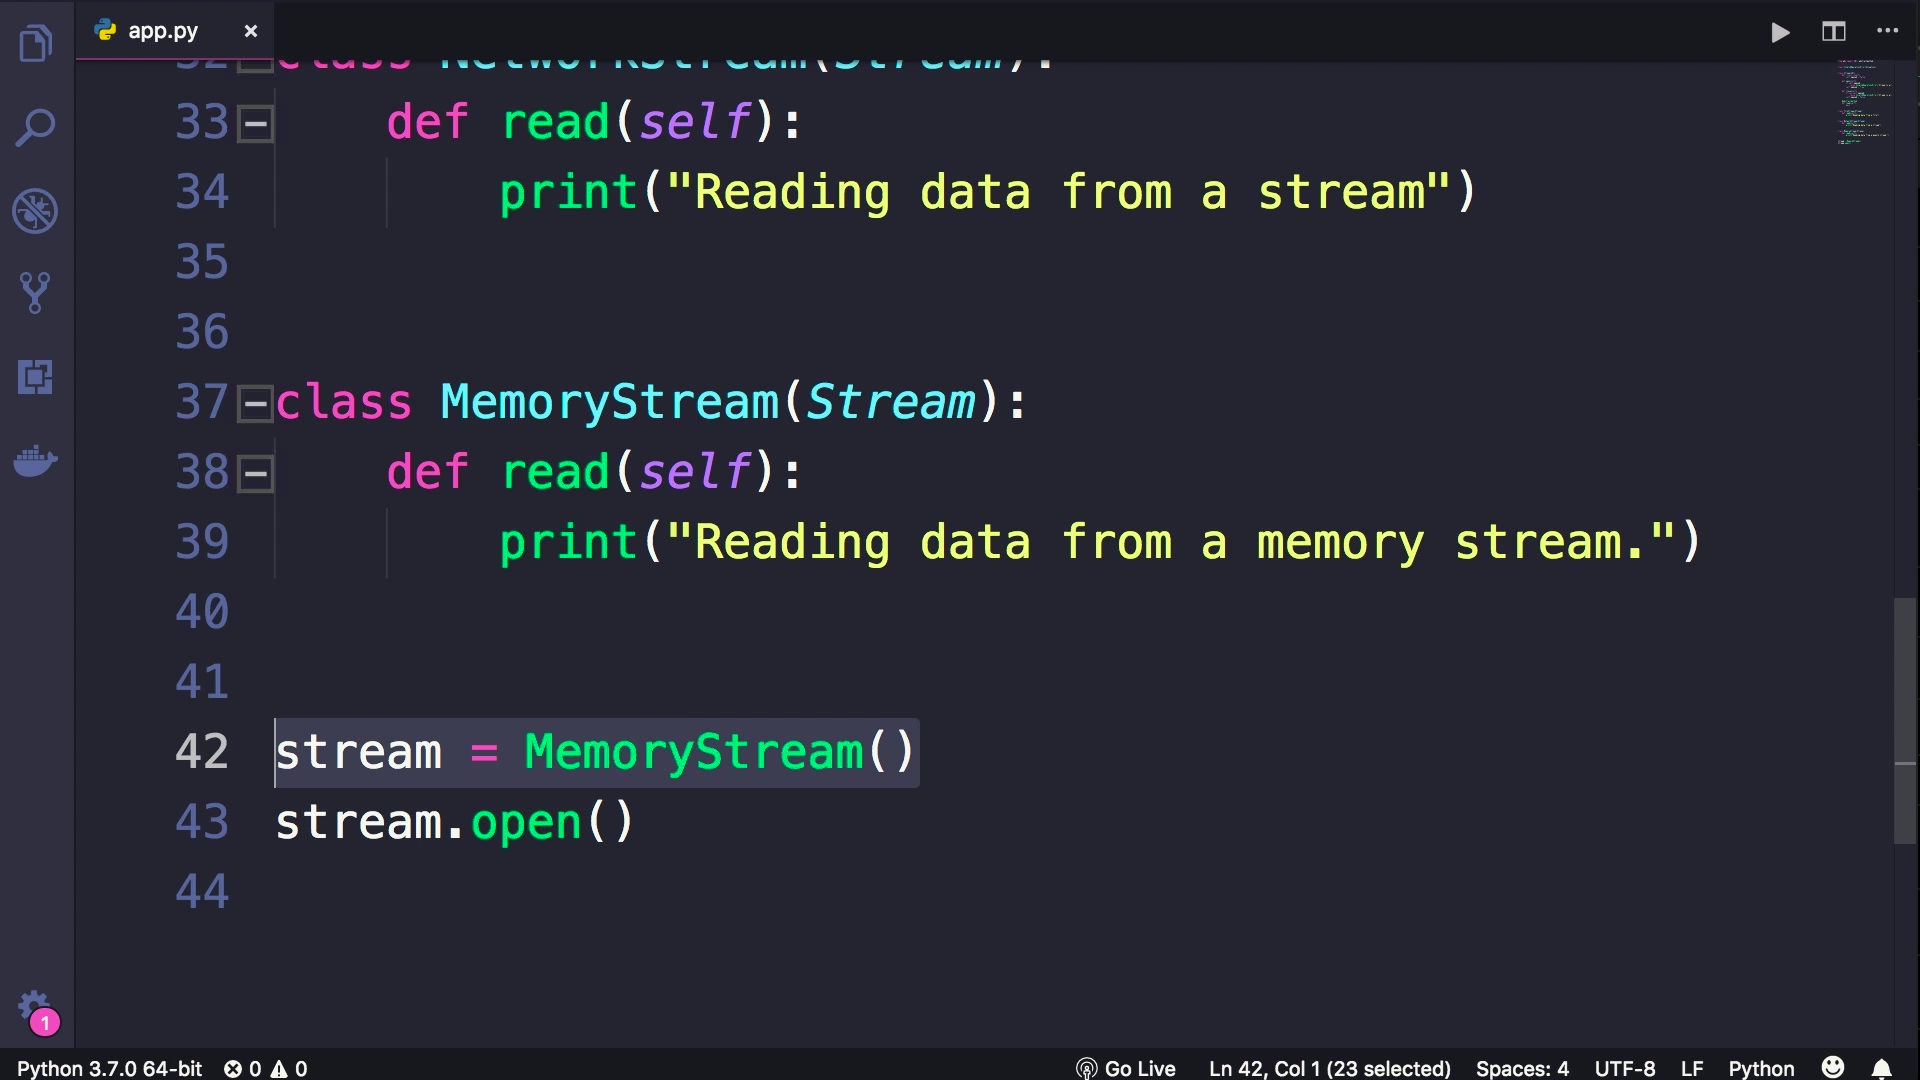 app.py
32 class NetworkStream(Stream):
33 def read(self):
34 print("Reading data from a stream")
35
36
37 class MemoryStream(Stream):
38 def read(self):
39 print("Reading data from a memory stream.")
40
41
42 stream = MemoryStream()
43 stream.open()
44
1
Python 3.7.0 64-bit 0 0 Go Live Ln 42, Col 1 (23 selected) Spaces: 4 UTF-8 LF Python